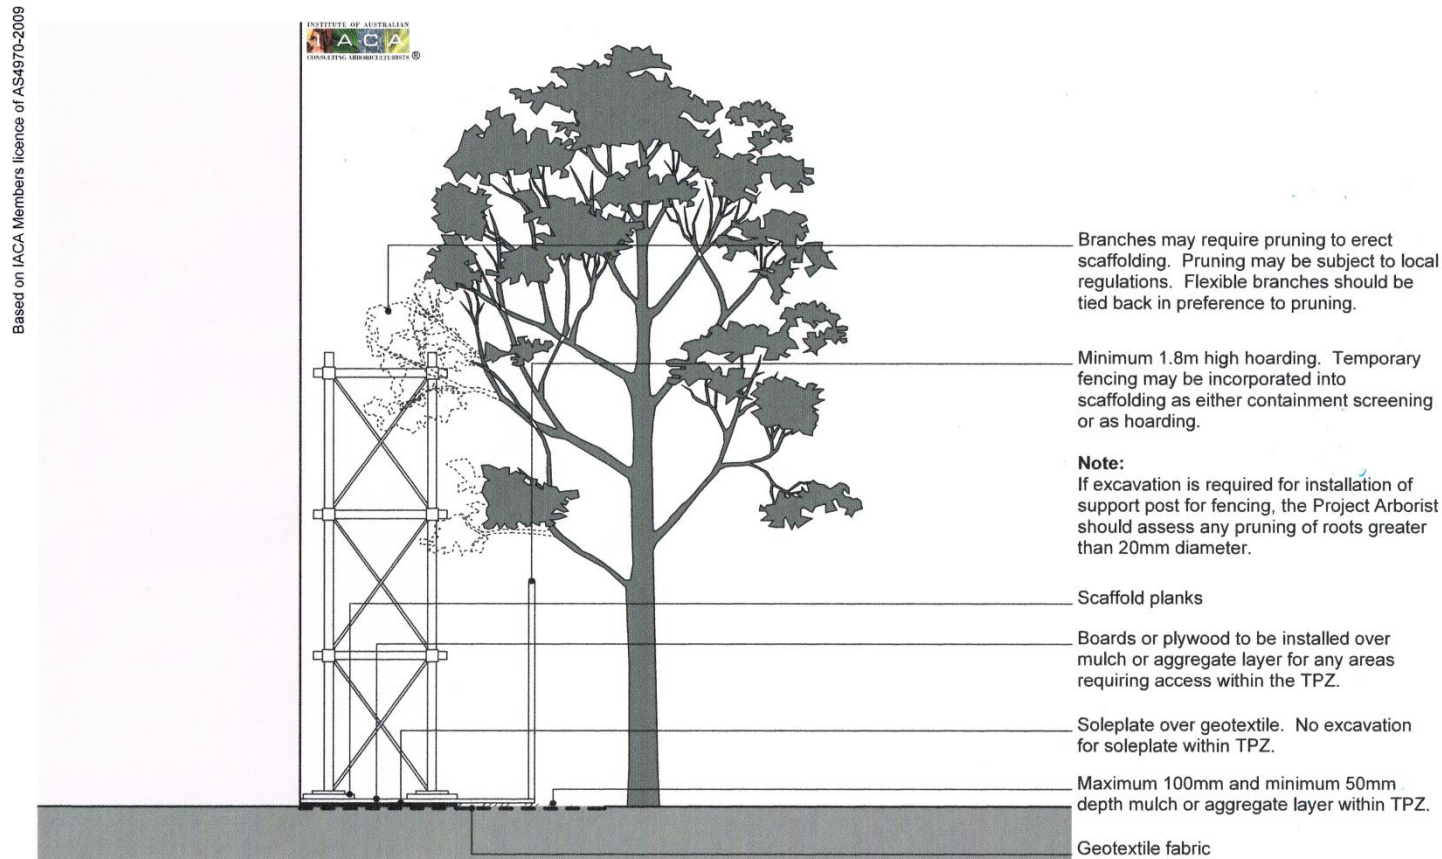 Based on IACA Members licence of AS4970-2009
INSTITUTE OF AUSTRALIAN
IACA
CONSULTING ARBORICULTURISTS ®
Branches may require pruning to erect
scaffolding. Pruning may be subject to local
regulations. Flexible branches should be
tied back in preference to pruning.
Minimum 1.8m high hoarding. Temporary
fencing may be incorporated into
scaffolding as either containment screening
or as hoarding.
Note:
If excavation is required for installation of
support post for fencing, the Project Arborist
should assess any pruning of roots greater
than 20mm diameter.
Scaffold planks
Boards or plywood to be installed over
mulch or aggregate layer for any areas
requiring access within the TPZ.
Soleplate over geotextile. No excavation
for soleplate within TPZ.
Maximum 100mm and minimum 50mm
depth mulch or aggregate layer within TPZ.
Geotextile fabric